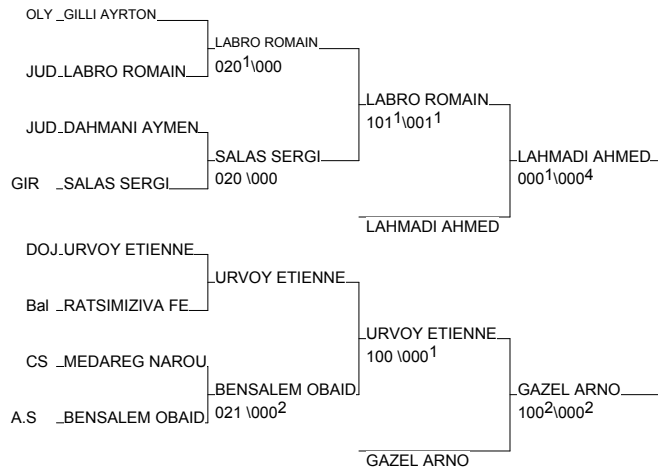 OLY GILLI AYRTON
LABRO ROMAIN
020¹\000
JUD LABRO ROMAIN
LABRO ROMAIN
101¹\001¹
JUD DAHMANI AYMEN
SALAS SERGI
020 \000
GIR SALAS SERGI
LAHMADI AHMED
000¹\000⁴
LAHMADI AHMED
DOJ URVOY ETIENNE
URVOY ETIENNE
Bal RATSIMIZIVA FE
URVOY ETIENNE
100 \000¹
CS MEDAREG NAROU
BENSALEM OBAID
021 \000²
A.S BENSALEM OBAID
GAZEL ARNO
100²\000²
GAZEL ARNO